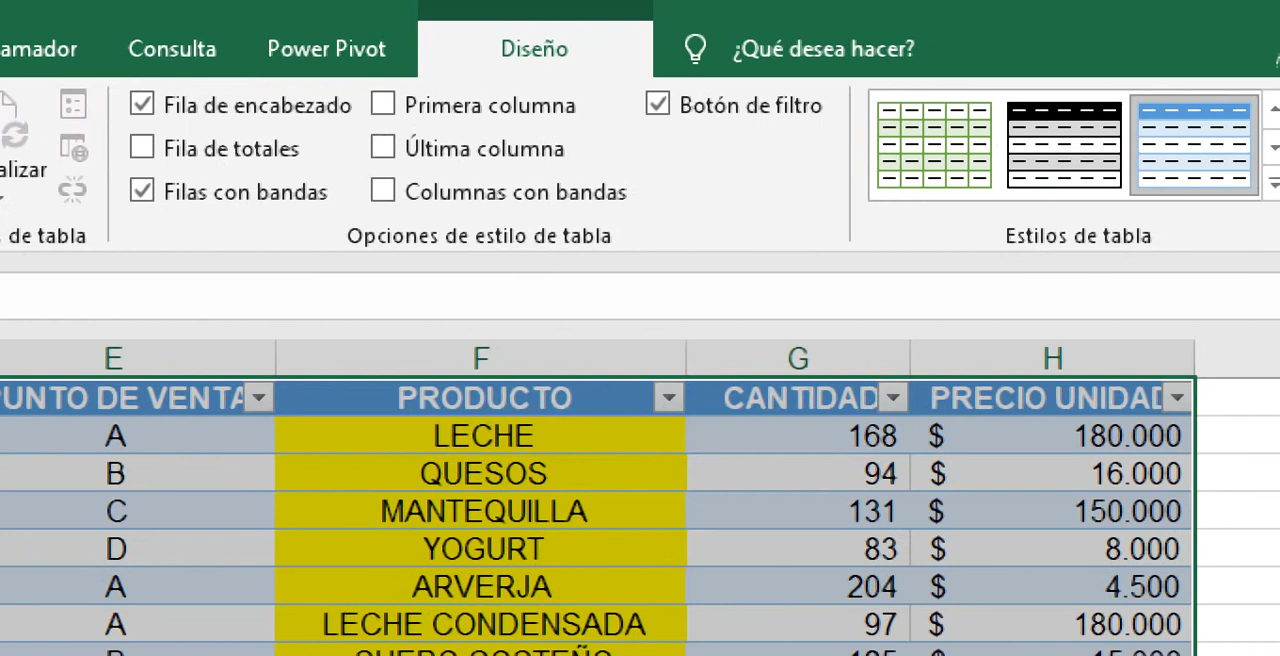 amador Consulta Power Pivot Diseño ¿Qué desea hacer?
Fila de encabezado Primera columna Botón de filtro
Fila de totales Última columna
alizar
Filas con bandas Columnas con bandas
de tabla Opciones de estilo de tabla Estilos de tabla
E F G H
PUNTO DE VENTA PRODUCTO CANTIDAD PRECIO UNIDAD
A LECHE 168 $ 180.000
B QUESOS 94 $ 16.000
C MANTEQUILLA 131 $ 150.000
D YOGURT 83 $ 8.000
A ARVERJA 204 $ 4.500
A LECHE CONDENSADA 97 $ 180.000
SUERO COSTEÑO